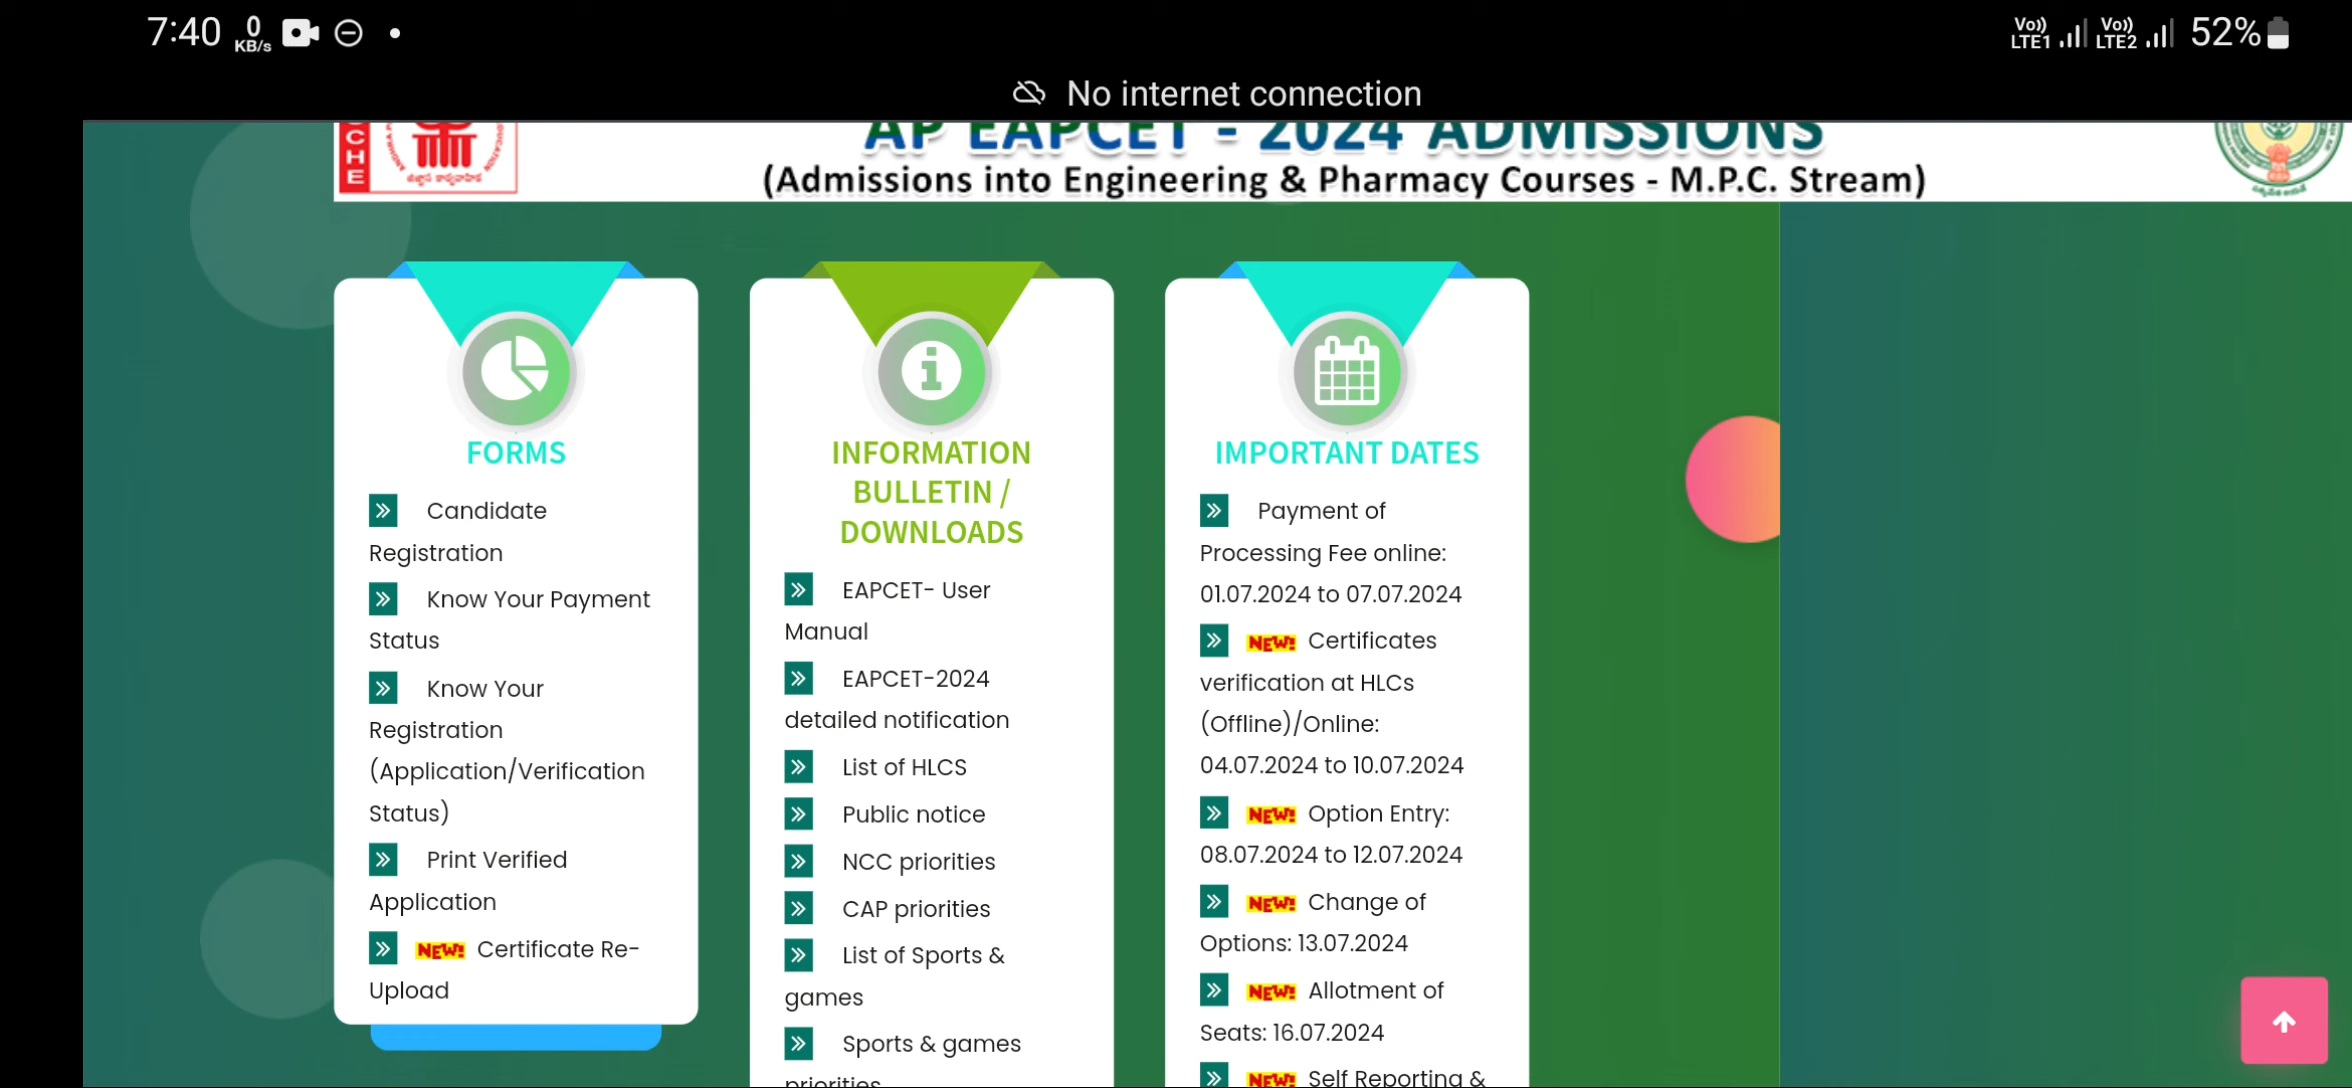 7:40 0 KB/s
Vo)) LTE1 Vo)) LTE2 52%
No internet connection
CHE
జ్ఞాన కార్యవాహిక
AP EAPCET - 2024 ADMISSIONS
(Admissions into Engineering & Pharmacy Courses - M.P.C. Stream)
FORMS
Candidate
Registration
Know Your Payment
Status
Know Your
Registration
(Application/Verification
Status)
Print Verified
Application
NEW! Certificate Re-
Upload
INFORMATION
BULLETIN /
DOWNLOADS
EAPCET- User
Manual
EAPCET-2024
detailed notification
List of HLCS
Public notice
NCC priorities
CAP priorities
List of Sports &
games
Sports & games
priorities
IMPORTANT DATES
Payment of
Processing Fee online:
01.07.2024 to 07.07.2024
NEW! Certificates
verification at HLCs
(Offline)/Online:
04.07.2024 to 10.07.2024
NEW! Option Entry:
08.07.2024 to 12.07.2024
NEW! Change of
Options: 13.07.2024
NEW! Allotment of
Seats: 16.07.2024
NEW! Self Reporting &